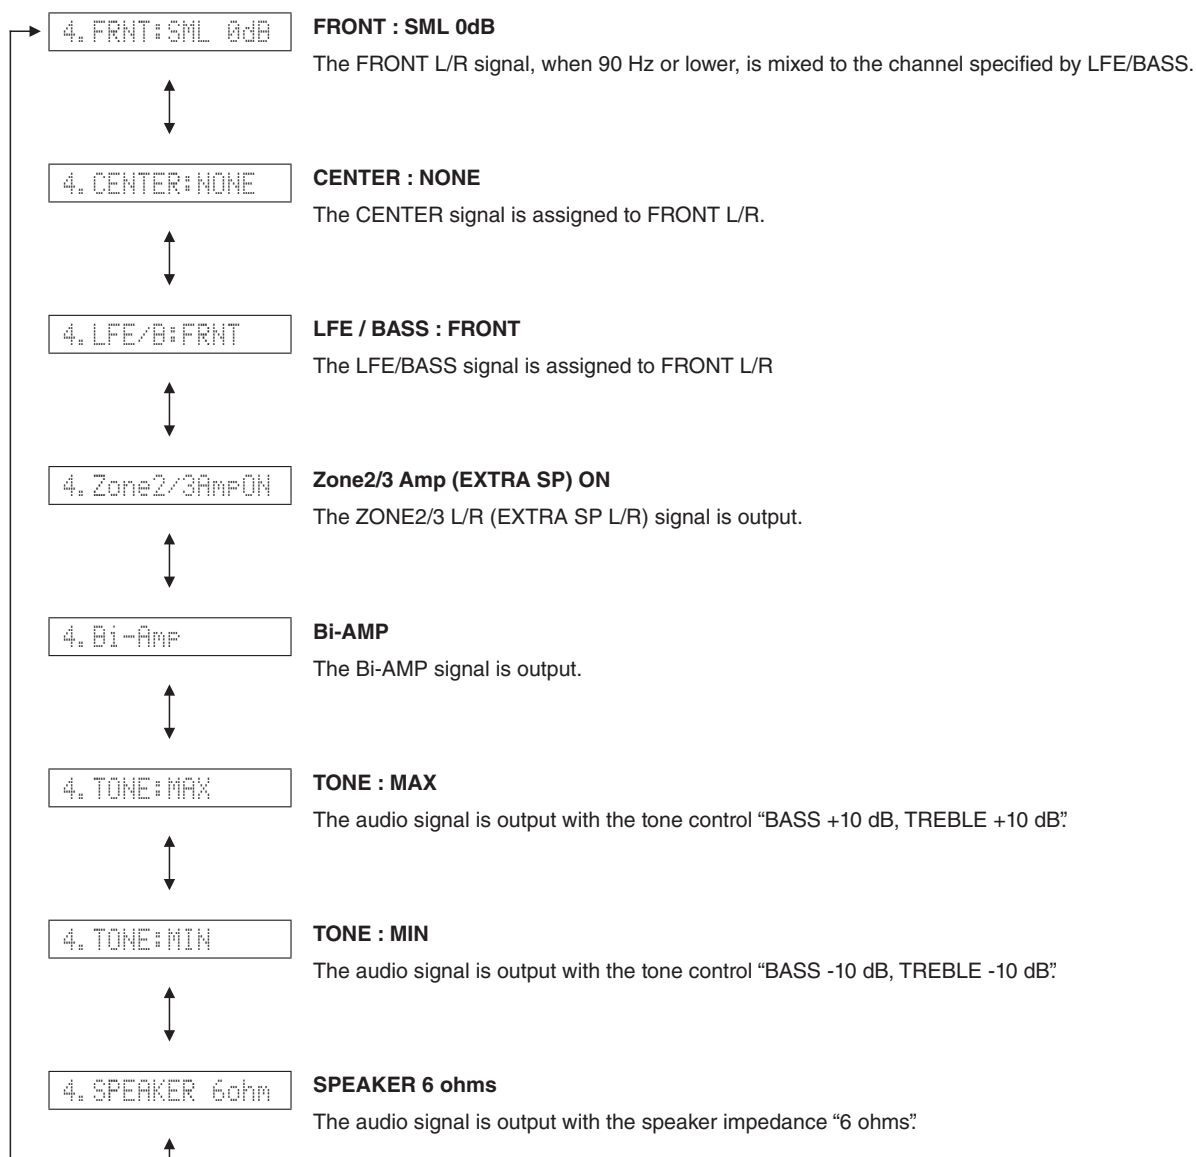 4.FRNT:SML 0dB
FRONT : SML 0dB
The FRONT L/R signal, when 90 Hz or lower, is mixed to the channel specified by LFE/BASS.
4.CENTER:NONE
CENTER : NONE
The CENTER signal is assigned to FRONT L/R.
4.LFE/B:FRNT
LFE / BASS : FRONT
The LFE/BASS signal is assigned to FRONT L/R
4.Zone2/3AmpON
Zone2/3 Amp (EXTRA SP) ON
The ZONE2/3 L/R (EXTRA SP L/R) signal is output.
4.Bi-Amp
Bi-AMP
The Bi-AMP signal is output.
4.TONE:MAX
TONE : MAX
The audio signal is output with the tone control “BASS +10 dB, TREBLE +10 dB”.
4.TONE:MIN
TONE : MIN
The audio signal is output with the tone control “BASS -10 dB, TREBLE -10 dB”.
4.SPEAKER 6ohm
SPEAKER 6 ohms
The audio signal is output with the speaker impedance “6 ohms”.